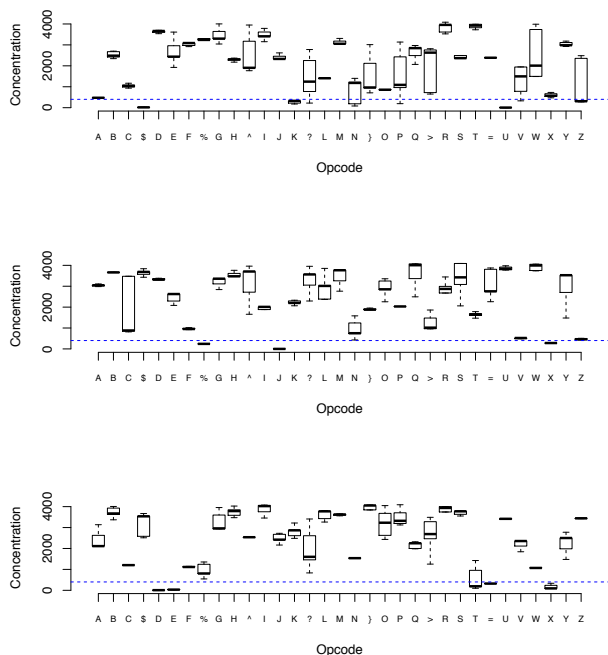 Concentration
4000
2000
0
A B C $ D E F % G H ^ I J K ? L M N } O P Q > R S T = U V W X Y Z
Opcode
Concentration
4000
2000
0
A B C $ D E F % G H ^ I J K ? L M N } O P Q > R S T = U V W X Y Z
Opcode
Concentration
4000
2000
0
A B C $ D E F % G H ^ I J K ? L M N } O P Q > R S T = U V W X Y Z
Opcode